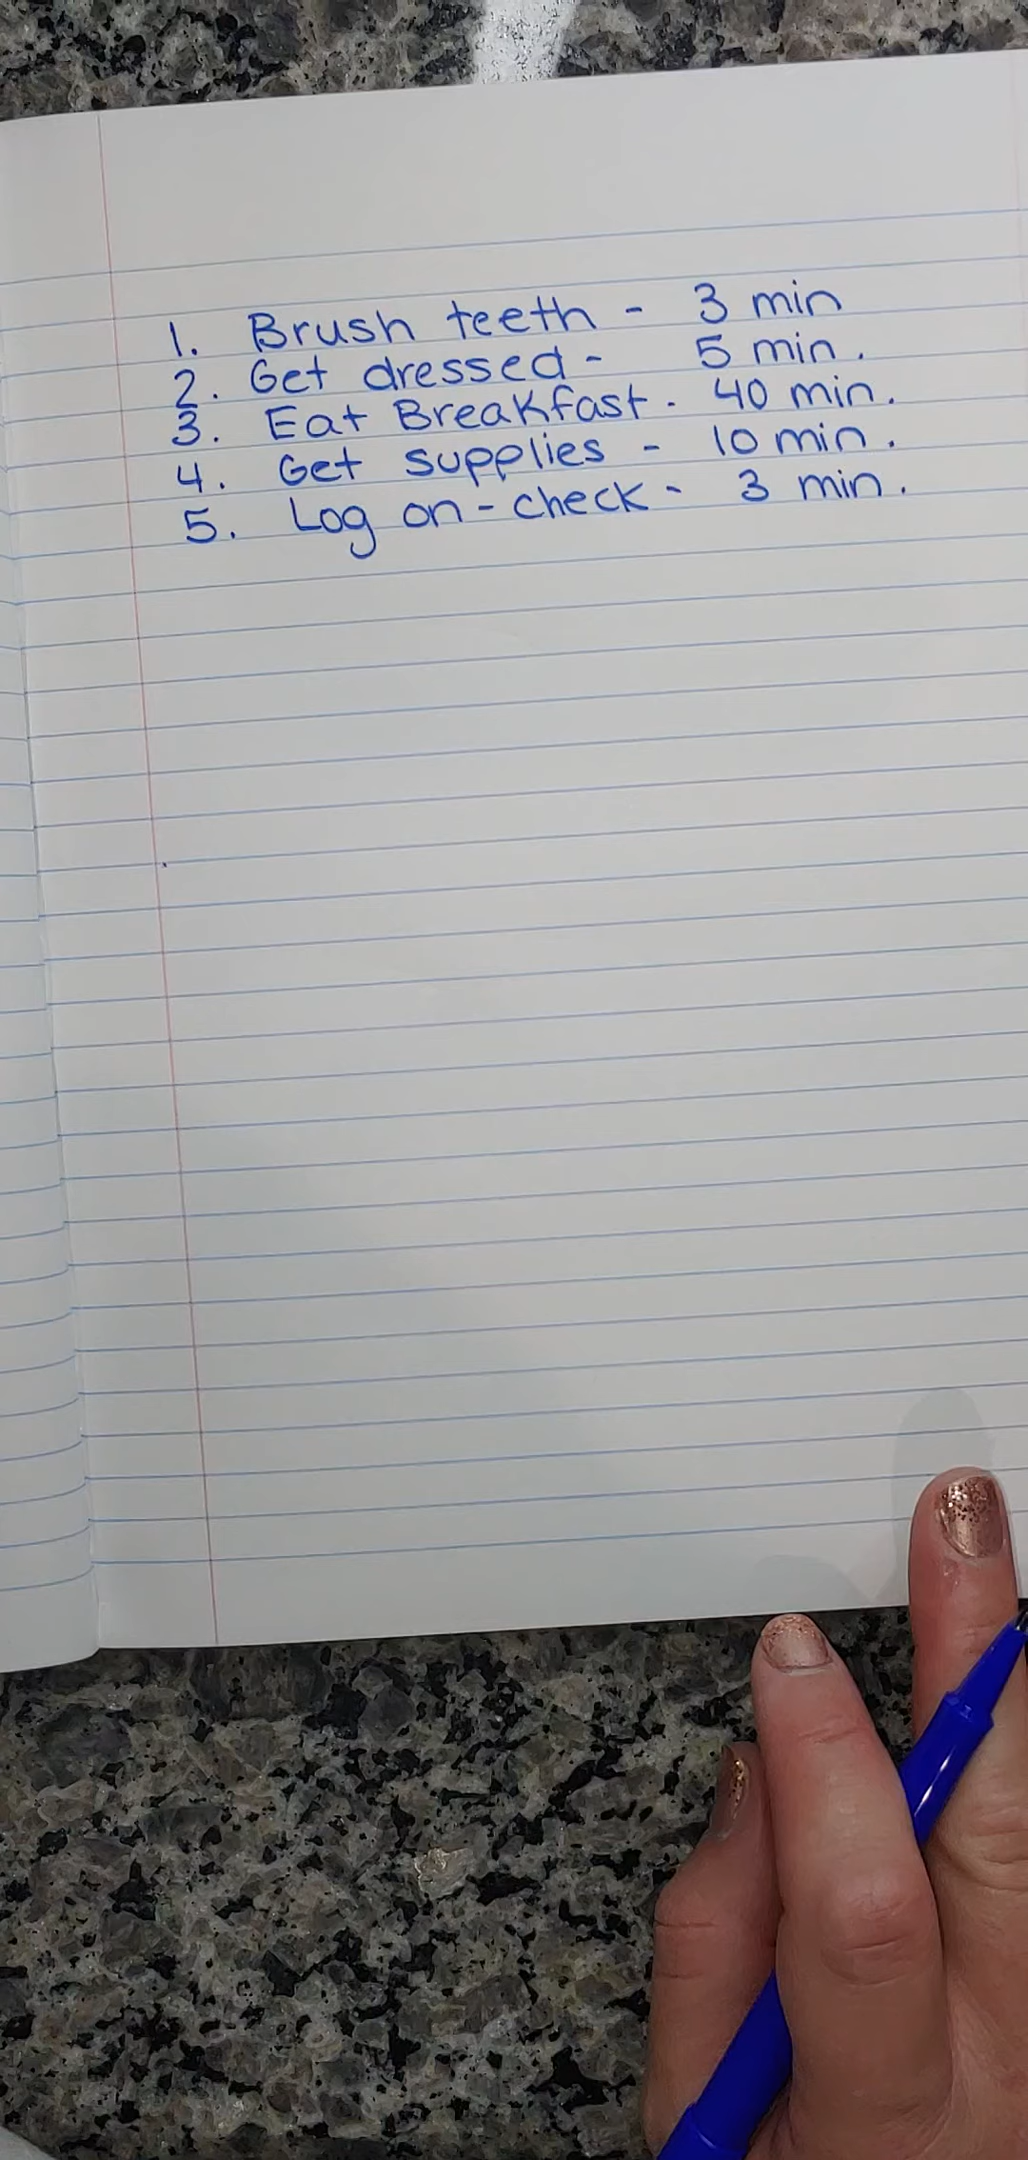 1. Brush teeth - 3 min
2. Get dressed - 5 min.
3. Eat Breakfast - 40 min.
4. Get supplies - 10 min.
5. Log on - check - 3 min.